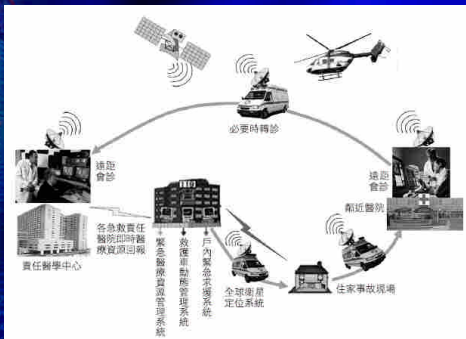 必要時轉診
遠距
會診
遠距
會診
鄰近醫院
119
各急救責任
醫院即時醫
療資源回報
責任醫學中心
緊急醫療資源管理系統
救護車動態管理系統
戶內緊急求援系統
全球衛星
定位系統
住家事故現場